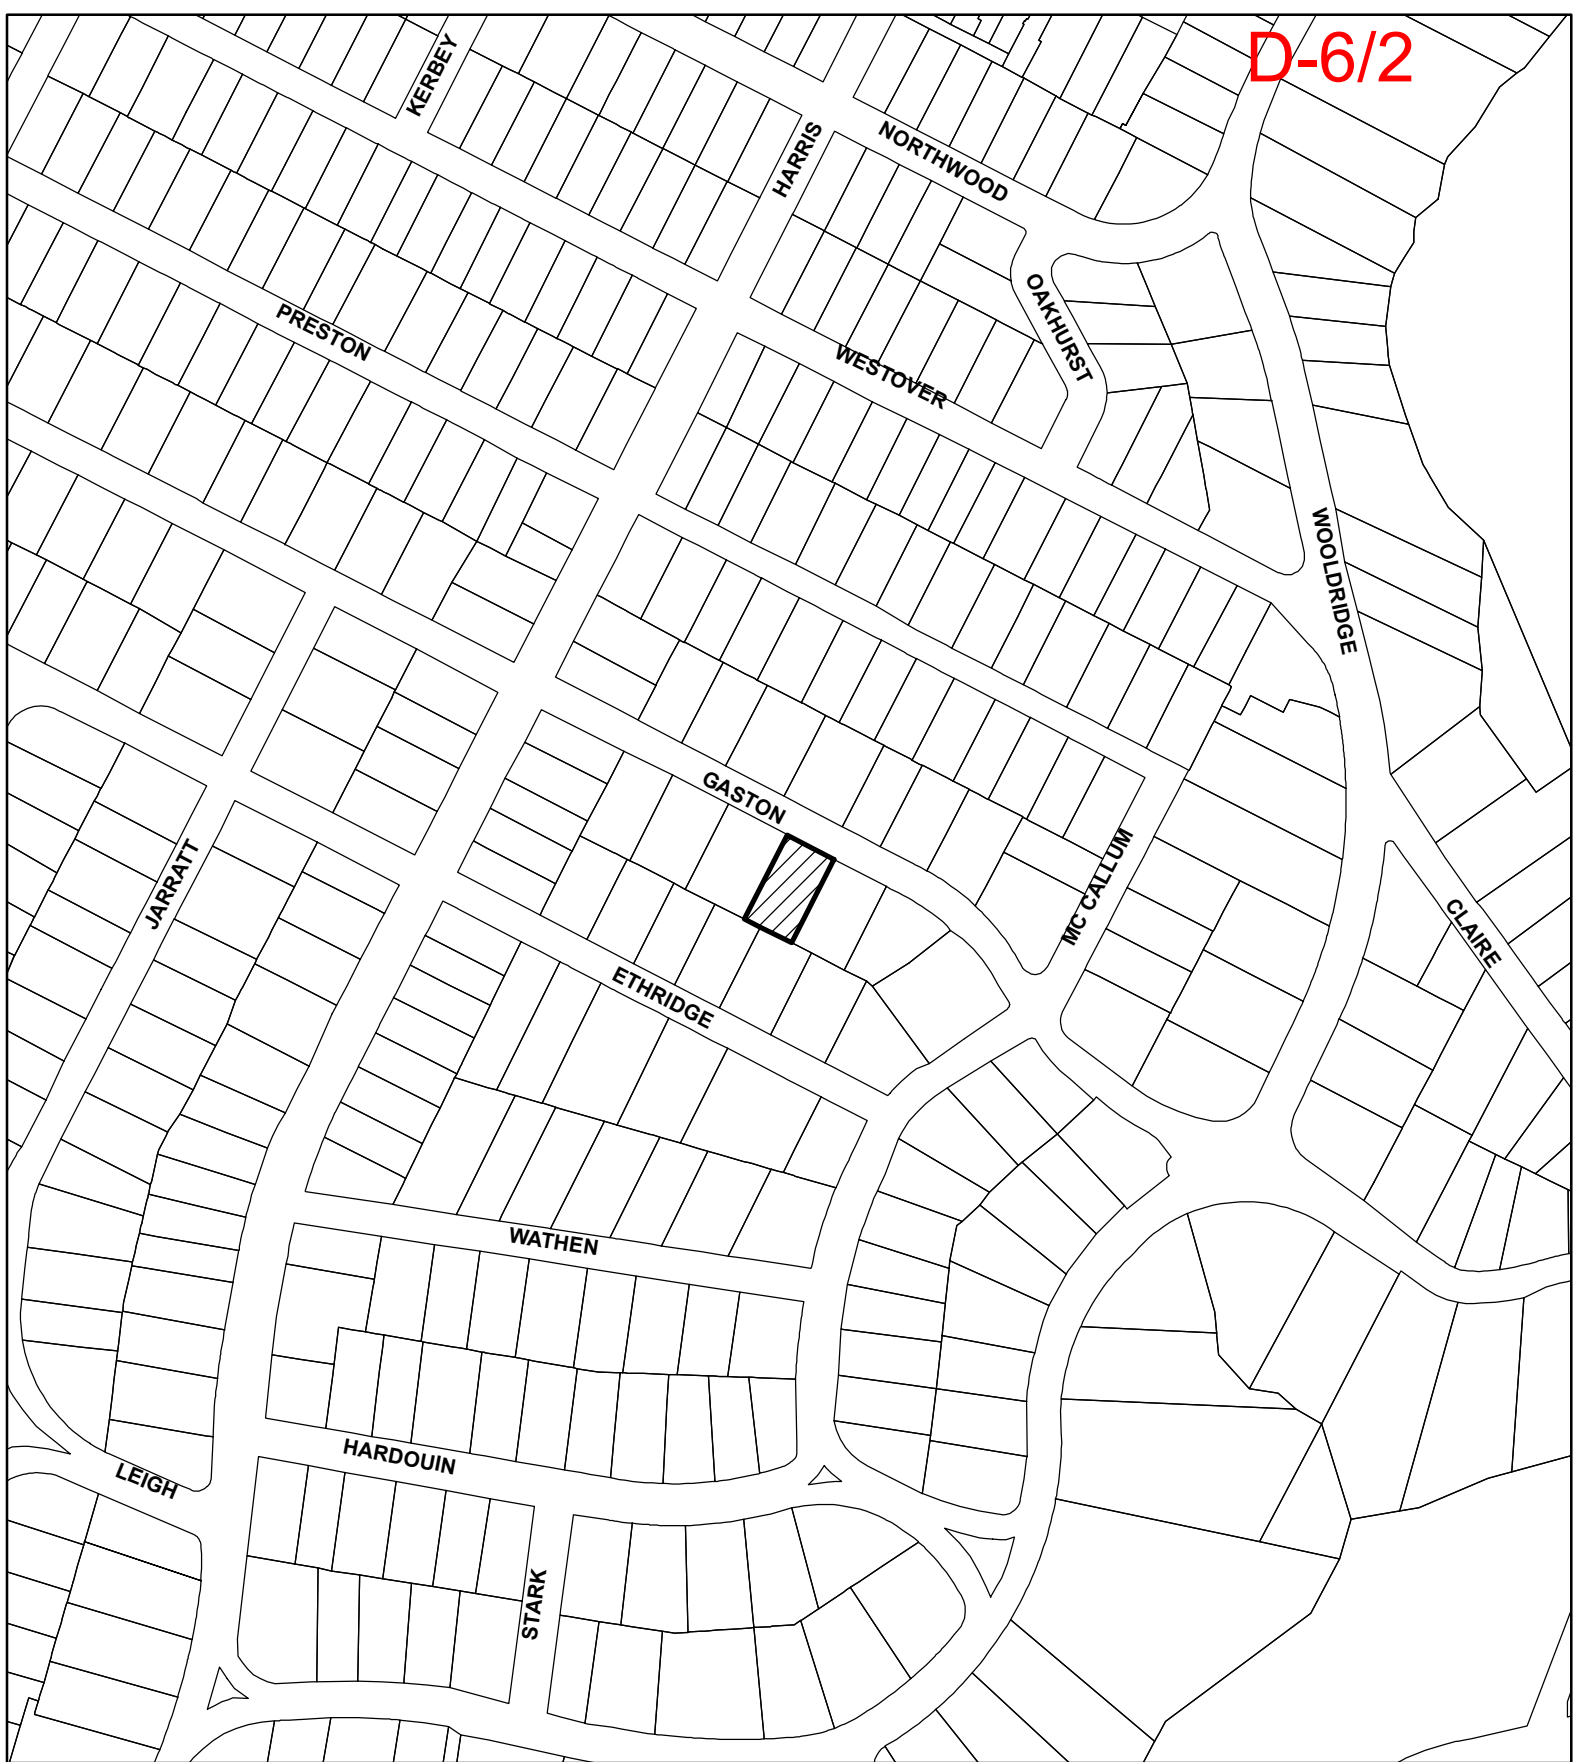 D-6/2
KERBEY
HARRIS
NORTHWOOD
OAKHURST
PRESTON
WESTOVER
WOOLDRIDGE
GASTON
MC CALLUM
JARRATT
CLAIRE
ETHRIDGE
WATHEN
HARDOUIN
LEIGH
STARK